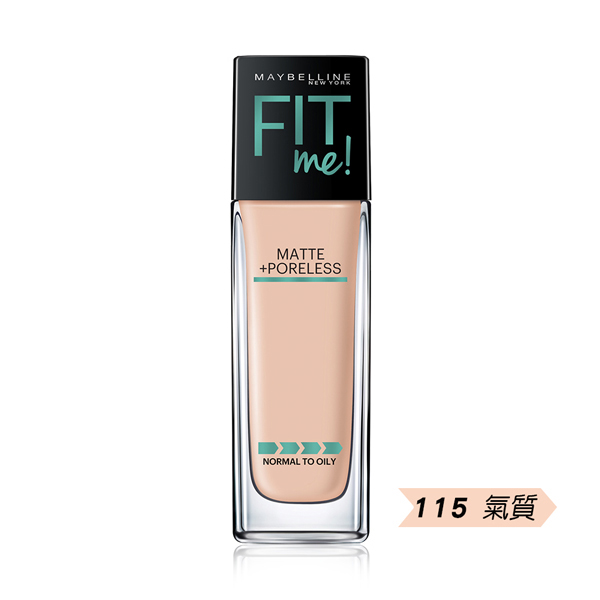 MAYBELLINE
NEW YORK
FIT
me!
MATTE
+PORELESS
NORMAL TO OILY
115 氣質